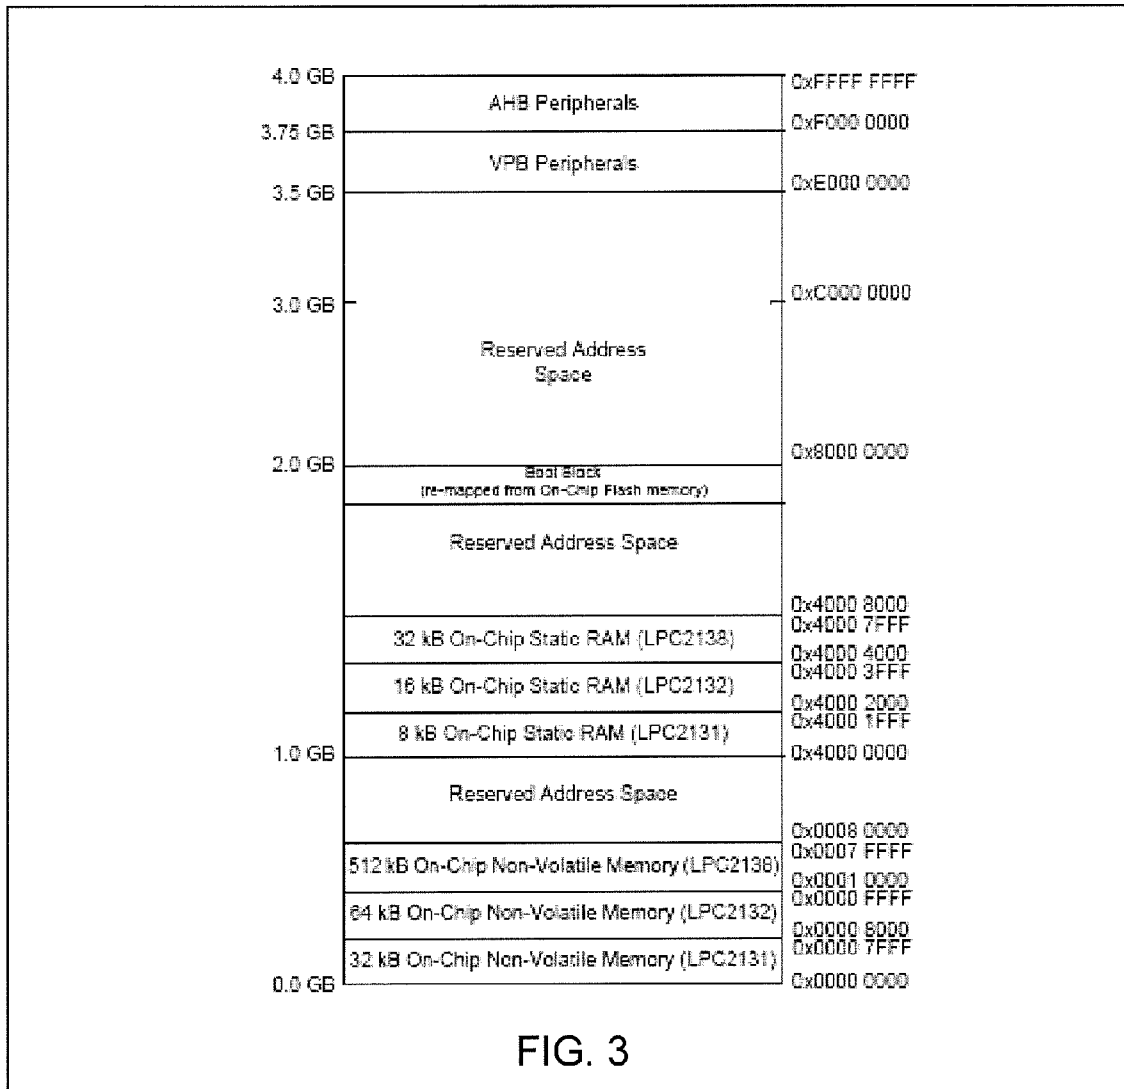 4.0 GB
0xFFFF FFFF
AHB Peripherals
3.75 GB
0xF000 0000
VPB Peripherals
3.5 GB
0xE000 0000
3.0 GB
0xC000 0000
Reserved Address
Space
2.0 GB
0x8000 0000
Boot Block
(re-mapped from On-Chip Flash memory)
Reserved Address Space
0x4000 8000
0x4000 7FFF
32 kB On-Chip Static RAM (LPC2138)
0x4000 4000
0x4000 3FFF
16 kB On-Chip Static RAM (LPC2132)
0x4000 2000
0x4000 1FFF
8 kB On-Chip Static RAM (LPC2131)
1.0 GB
0x4000 0000
Reserved Address Space
0x0008 0000
0x0007 FFFF
512 kB On-Chip Non-Volatile Memory (LPC2138)
0x0001 0000
0x0000 FFFF
64 kB On-Chip Non-Volatile Memory (LPC2132)
0x0000 8000
0x0000 7FFF
32 kB On-Chip Non-Volatile Memory (LPC2131)
0.0 GB
0x0000 0000
FIG. 3